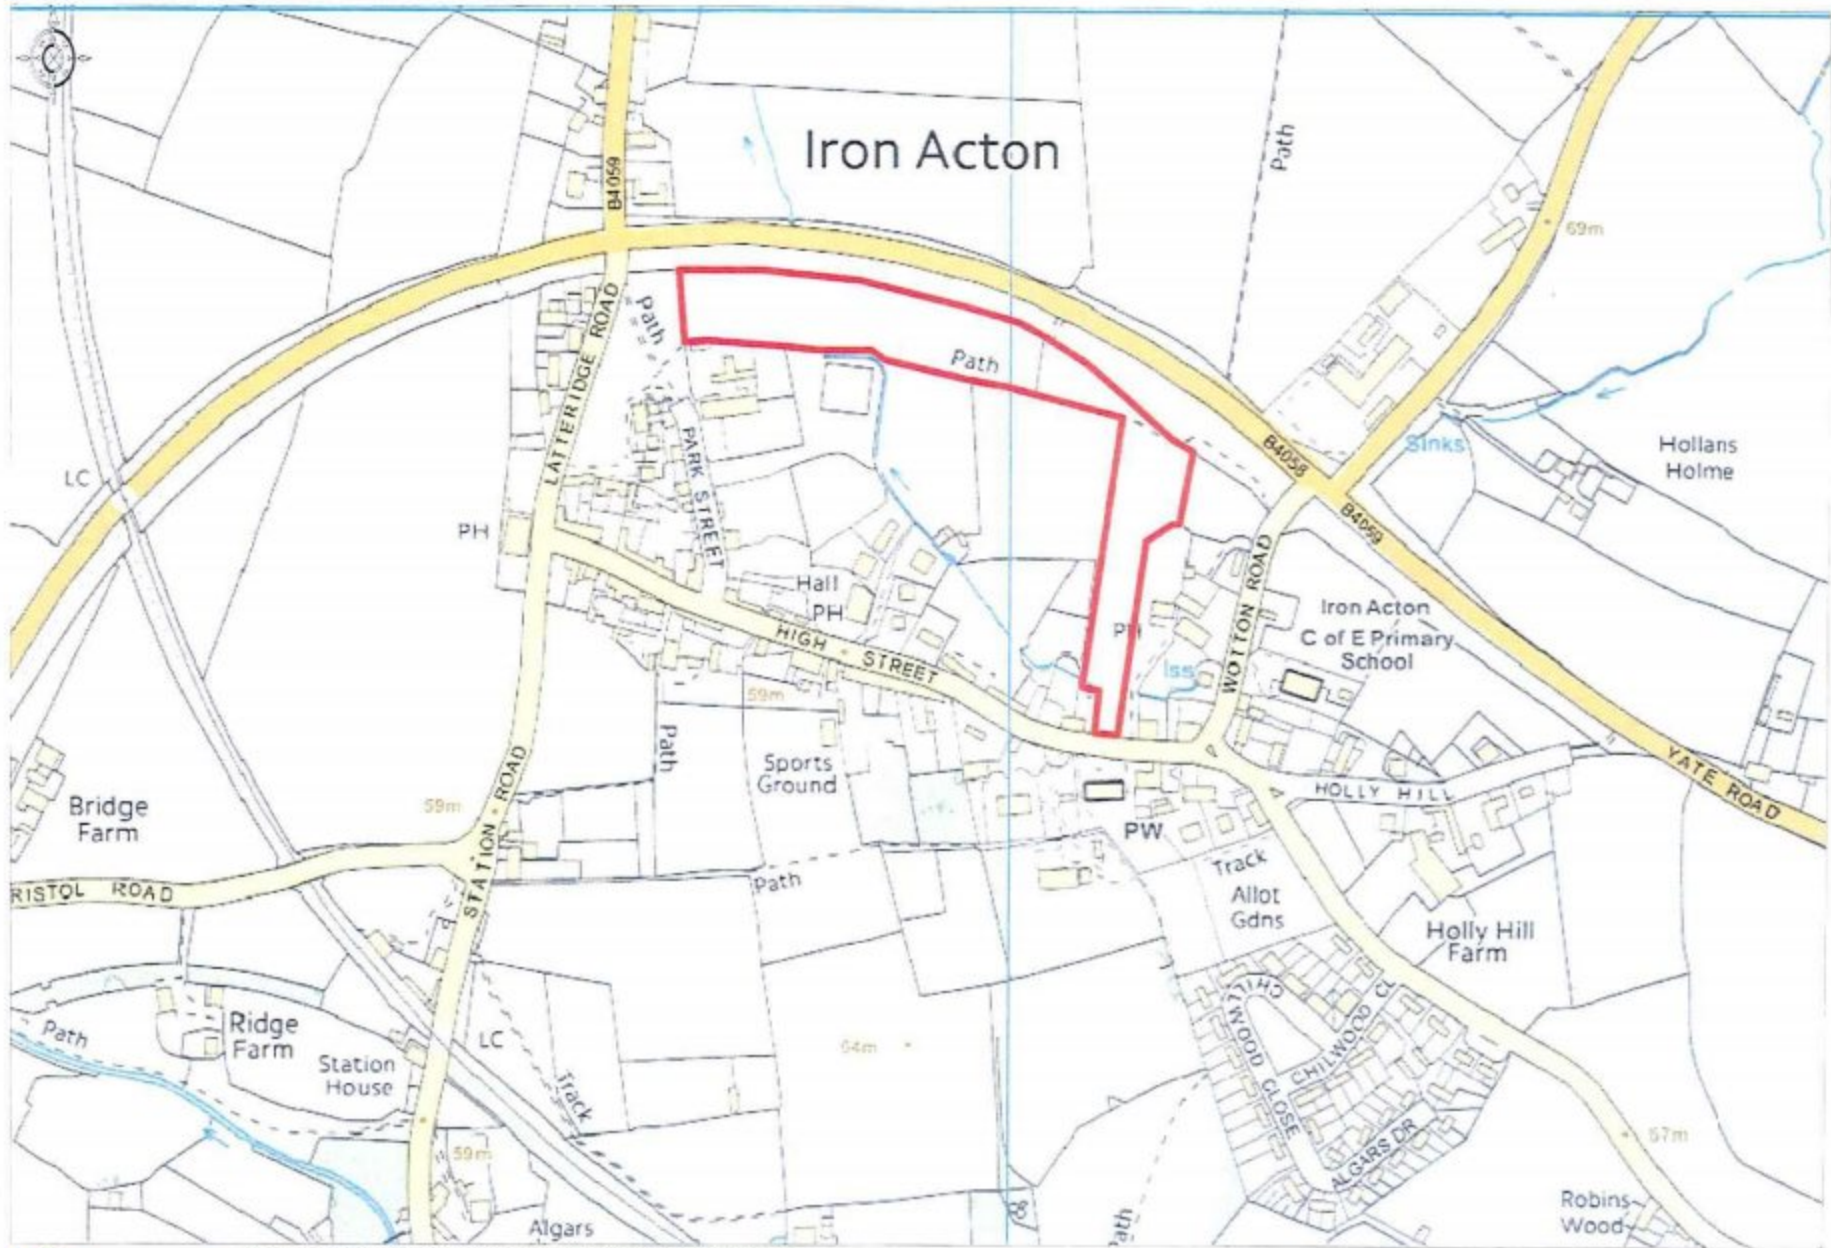 Iron Acton
B4059
Path
69m
Path
LATTERIDGE ROAD
Path
B4058
Sinks
Hollans
Holme
LC
PARK STREET
PH
B4059
Hall
PH
HIGH STREET
PH
Iss
WOTTON ROAD
Iron Acton
C of E Primary
School
59m
Path
Sports
Ground
YATE ROAD
HOLLY HILL
Bridge
Farm
59m
STATION ROAD
PW
Track
Allot
Gdns
Path
RISTOL ROAD
Holly Hill
Farm
CHILLWOOD CLOSE
CHILWOOD CL
Ridge
Farm
Path
Station
House
LC
64m
Track
ALGARS DR
67m
59m
Algars
Path
Robins
Wood